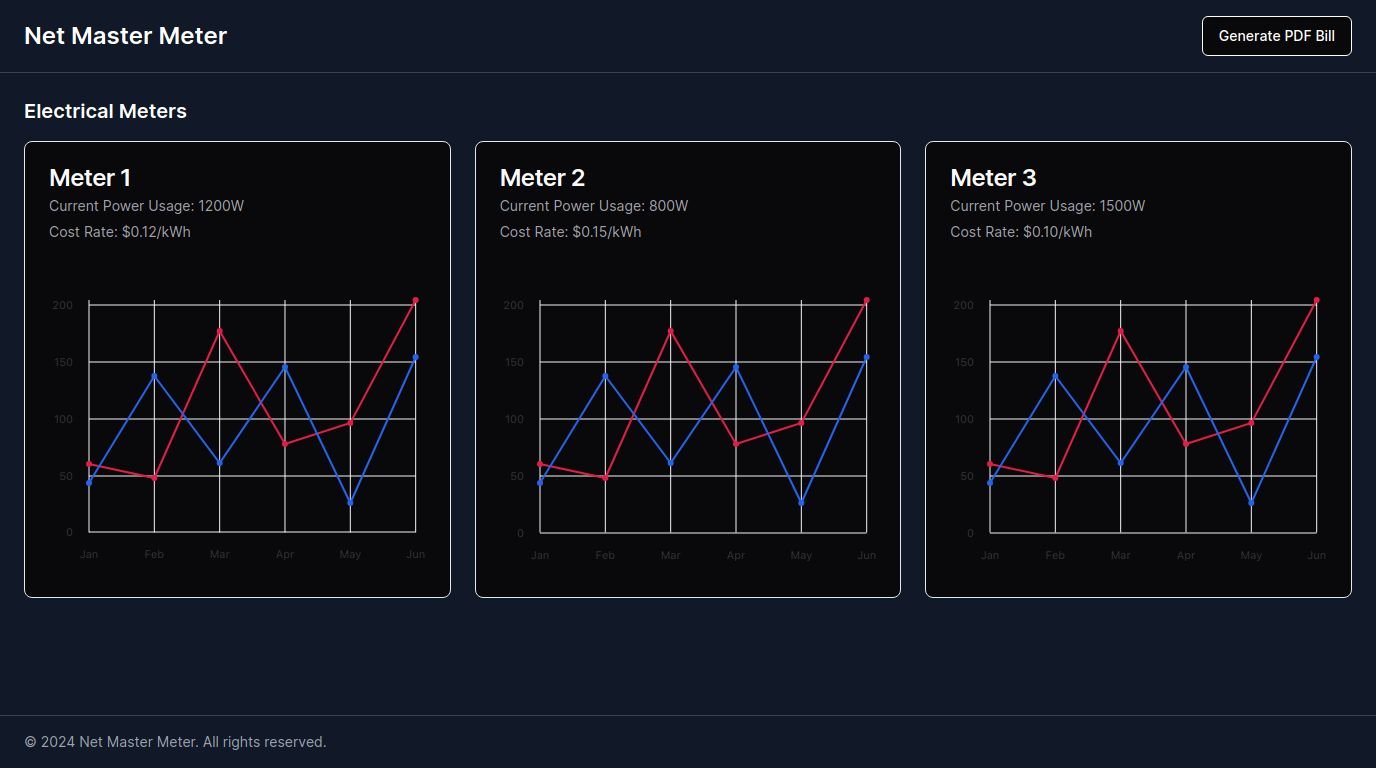 Net Master Meter
Generate PDF Bill
Electrical Meters
Meter 1
Current Power Usage: 1200W
Cost Rate: $0.12/kWh
200
150
100
50
0
Jan Feb Mar Apr May Jun
Meter 2
Current Power Usage: 800W
Cost Rate: $0.15/kWh
200
150
100
50
0
Jan Feb Mar Apr May Jun
Meter 3
Current Power Usage: 1500W
Cost Rate: $0.10/kWh
200
150
100
50
0
Jan Feb Mar Apr May Jun
© 2024 Net Master Meter. All rights reserved.